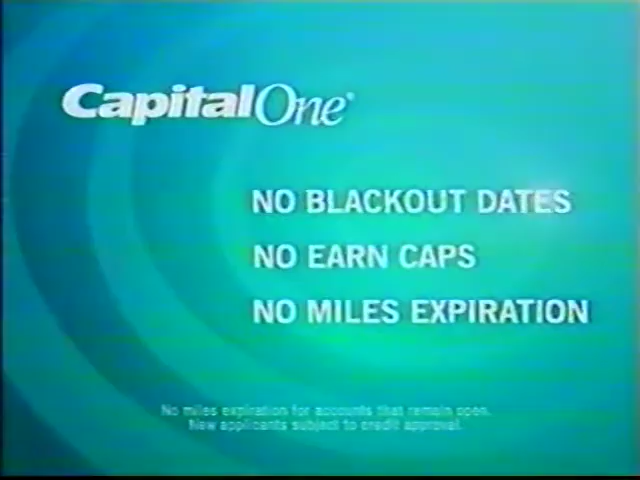 CapitalOne®
NO BLACKOUT DATES
NO EARN CAPS
NO MILES EXPIRATION
No miles expiration for accounts that remain open.
New applicants subject to credit approval.